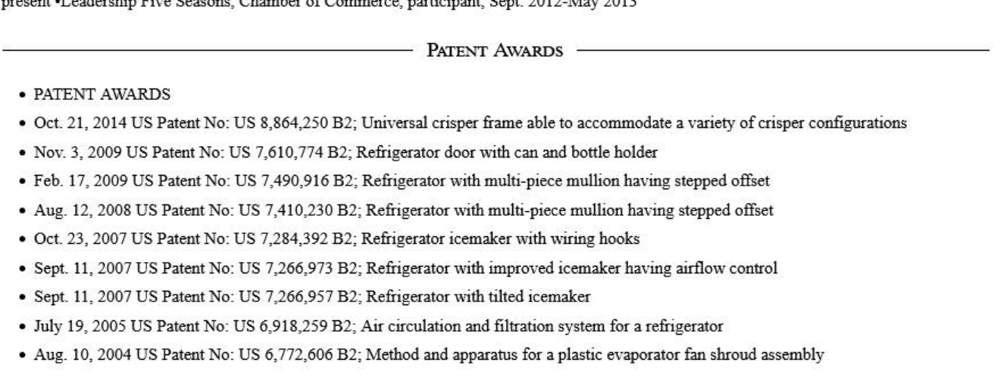 present •Leadership Five Seasons, Chamber of Commerce, participant, Sept. 2012-May 2013
PATENT AWARDS
• PATENT AWARDS
• Oct. 21, 2014 US Patent No: US 8,864,250 B2; Universal crisper frame able to accommodate a variety of crisper configurations
• Nov. 3, 2009 US Patent No: US 7,610,774 B2; Refrigerator door with can and bottle holder
• Feb. 17, 2009 US Patent No: US 7,490,916 B2; Refrigerator with multi-piece mullion having stepped offset
• Aug. 12, 2008 US Patent No: US 7,410,230 B2; Refrigerator with multi-piece mullion having stepped offset
• Oct. 23, 2007 US Patent No: US 7,284,392 B2; Refrigerator icemaker with wiring hooks
• Sept. 11, 2007 US Patent No: US 7,266,973 B2; Refrigerator with improved icemaker having airflow control
• Sept. 11, 2007 US Patent No: US 7,266,957 B2; Refrigerator with tilted icemaker
• July 19, 2005 US Patent No: US 6,918,259 B2; Air circulation and filtration system for a refrigerator
• Aug. 10, 2004 US Patent No: US 6,772,606 B2; Method and apparatus for a plastic evaporator fan shroud assembly